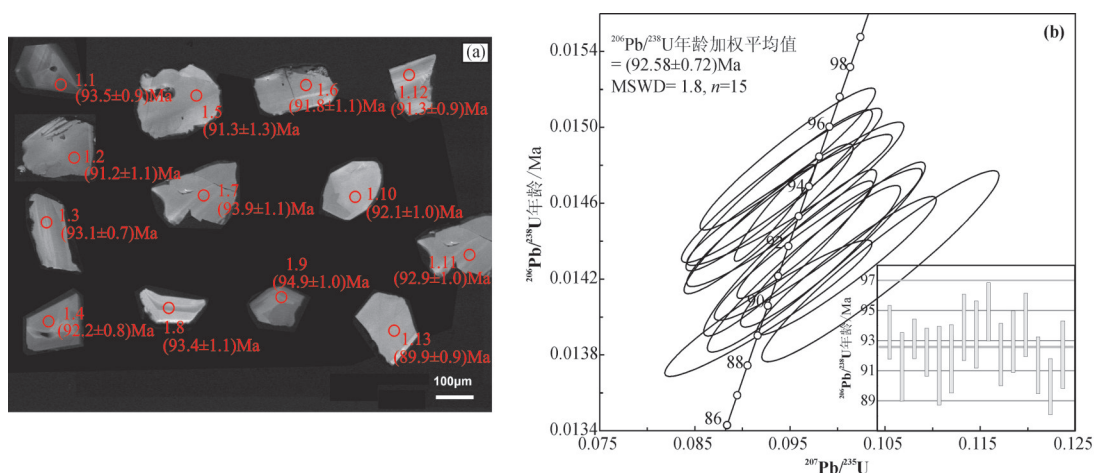 (a)
1.1
(93.5±0.9)Ma
1.5
(91.3±1.3)Ma
1.6
(91.8±1.1)Ma
1.12
(91.3±0.9)Ma
1.2
(91.2±1.1)Ma
1.7
(93.9±1.1)Ma
1.10
(92.1±1.0)Ma
1.3
(93.1±0.7)Ma
1.11
(92.9±1.0)Ma
1.9
(94.9±1.0)Ma
1.4
(92.2±0.8)Ma
1.8
(93.4±1.1)Ma
1.13
(89.9±0.9)Ma
100μm
(b)
²⁰⁶Pb/²³⁸U年龄加权平均值
= (92.58±0.72)Ma
MSWD= 1.8, n=15
²⁰⁶Pb/²³⁸U年龄/Ma
0.0154
0.0150
0.0146
0.0142
0.0138
0.0134
98
96
94
92
90
88
86
²⁰⁶Pb/²³⁸U年龄/Ma
97
95
93
91
89
0.075
0.085
0.095
0.105
0.115
0.125
²⁰⁷Pb/²³⁵U